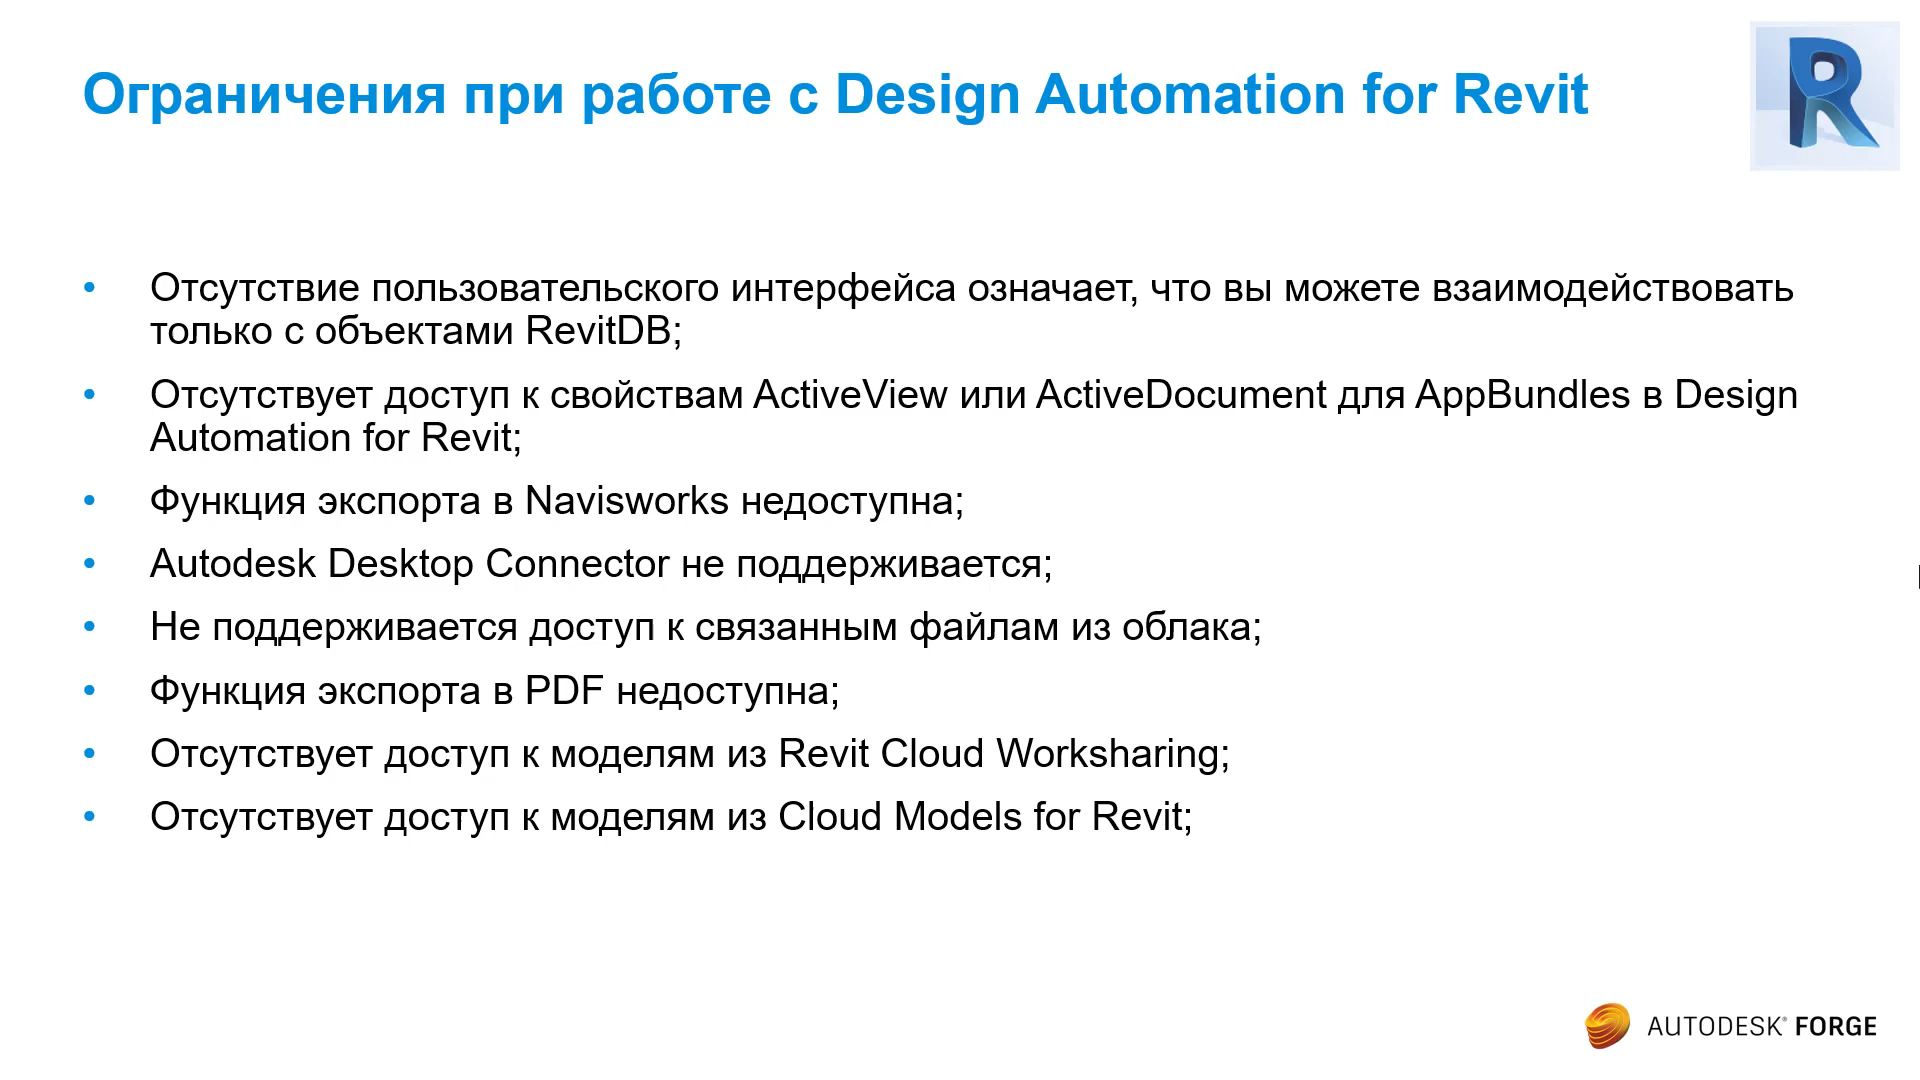 Ограничения при работе с Design Automation for Revit
• Отсутствие пользовательского интерфейса означает, что вы можете взаимодействовать
только с объектами RevitDB;
• Отсутствует доступ к свойствам ActiveView или ActiveDocument для AppBundles в Design
Automation for Revit;
• Функция экспорта в Navisworks недоступна;
• Autodesk Desktop Connector не поддерживается;
• Не поддерживается доступ к связанным файлам из облака;
• Функция экспорта в PDF недоступна;
• Отсутствует доступ к моделям из Revit Cloud Worksharing;
• Отсутствует доступ к моделям из Cloud Models for Revit;
AUTODESK® FORGE